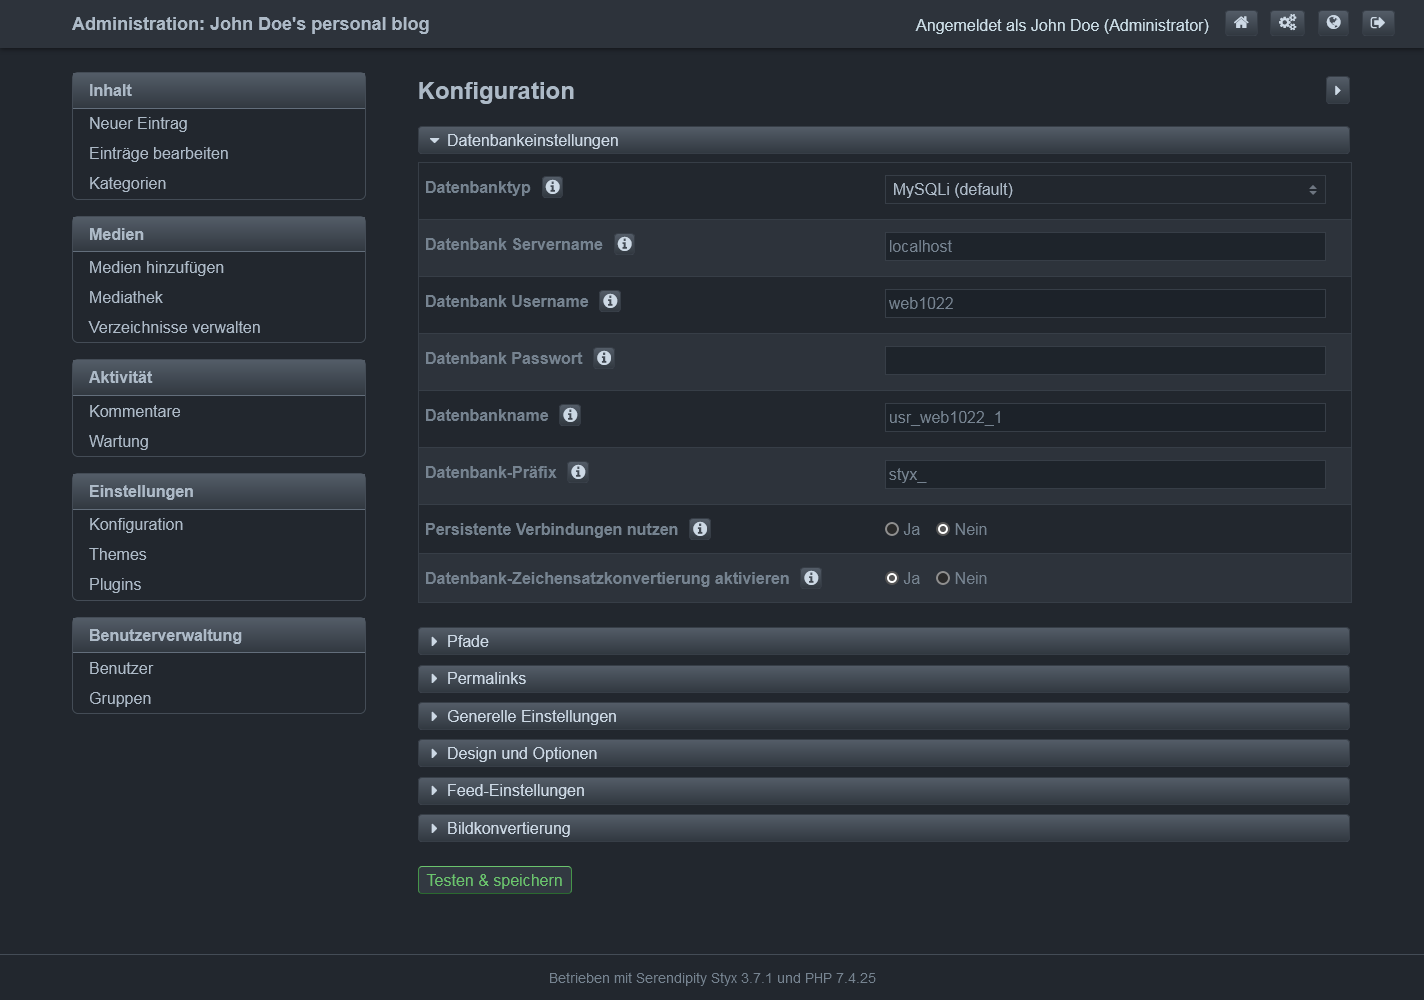 Administration: John Doe's personal blog
Angemeldet als John Doe (Administrator)
Inhalt
Neuer Eintrag
Einträge bearbeiten
Kategorien
Medien
Medien hinzufügen
Mediathek
Verzeichnisse verwalten
Aktivität
Kommentare
Wartung
Einstellungen
Konfiguration
Themes
Plugins
Benutzerverwaltung
Benutzer
Gruppen
Konfiguration
Datenbankeinstellungen
Datenbanktyp MySQLi (default)
Datenbank Servername localhost
Datenbank Username web1022
Datenbank Passwort
Datenbankname usr_web1022_1
Datenbank-Präfix styx_
Persistente Verbindungen nutzen Ja Nein
Datenbank-Zeichensatzkonvertierung aktivieren Ja Nein
Pfade
Permalinks
Generelle Einstellungen
Design und Optionen
Feed-Einstellungen
Bildkonvertierung
Testen & speichern
Betrieben mit Serendipity Styx 3.7.1 und PHP 7.4.25